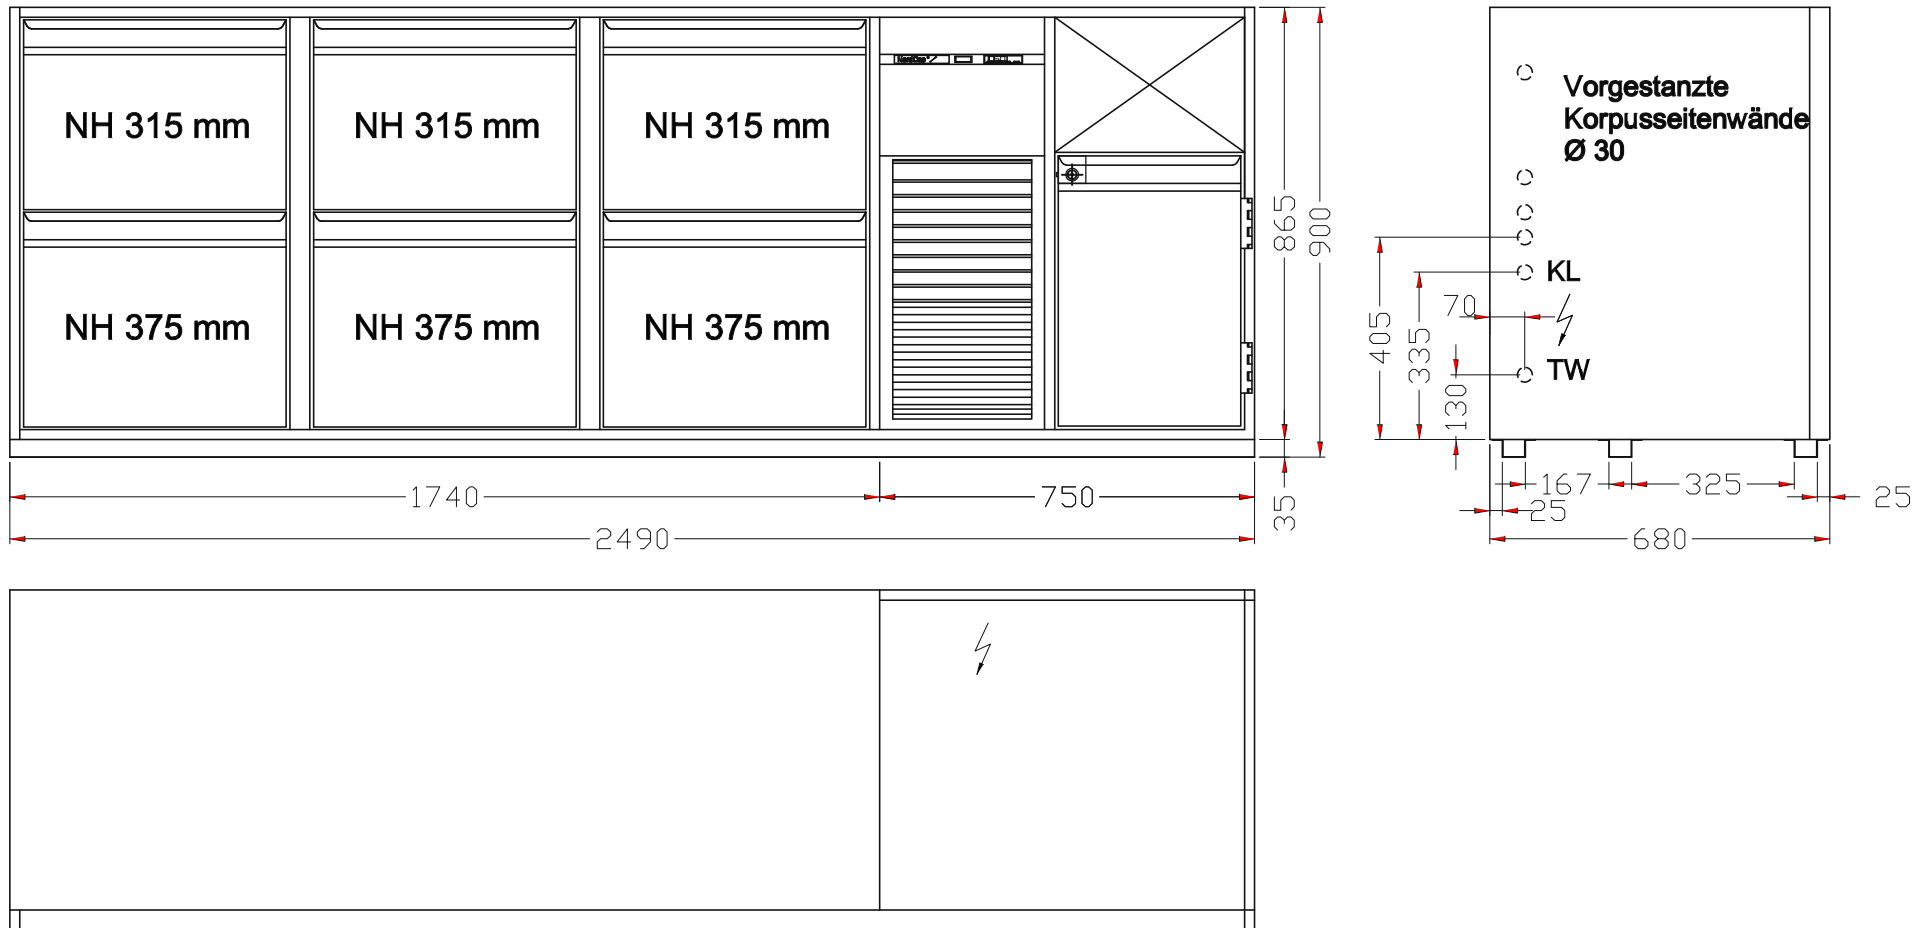 NH 315 mm NH 315 mm NH 315 mm
NordCap
NH 375 mm NH 375 mm NH 375 mm
865
900
35
1740 750
2490
Vorgestanzte
Korpusseitenwände
Ø 30
KL
TW
405
335
70
130
167 325
25 25
680